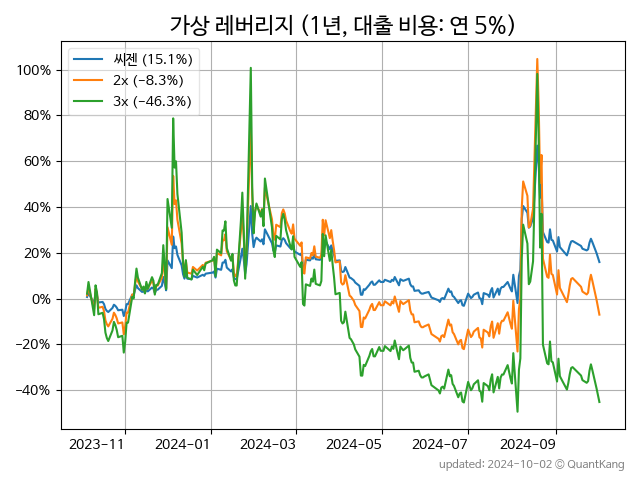 가상 레버리지 (1년, 대출 비용: 연 5%)
씨젠 (15.1%)
2x (−8.3%)
3x (−46.3%)
100%
80%
60%
40%
20%
0%
−20%
−40%
2023-11
2024-01
2024-03
2024-05
2024-07
2024-09
updated: 2024-10-02 © QuantKang